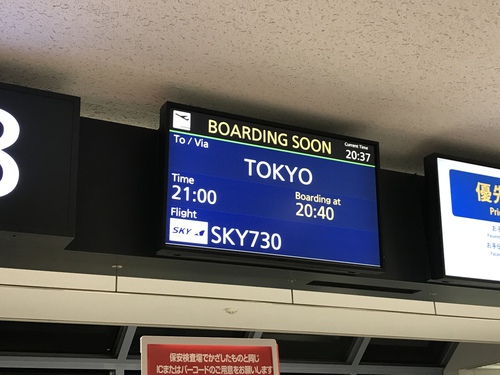 BOARDING SOON
Current Time
20:37
To / Via
TOKYO
Time
21:00
Boarding at
20:40
Flight
SKY
SKY730
優先
Pri
保安検査場でかざしたものと同じ
ICまたはバーコードのご用意をお願いします